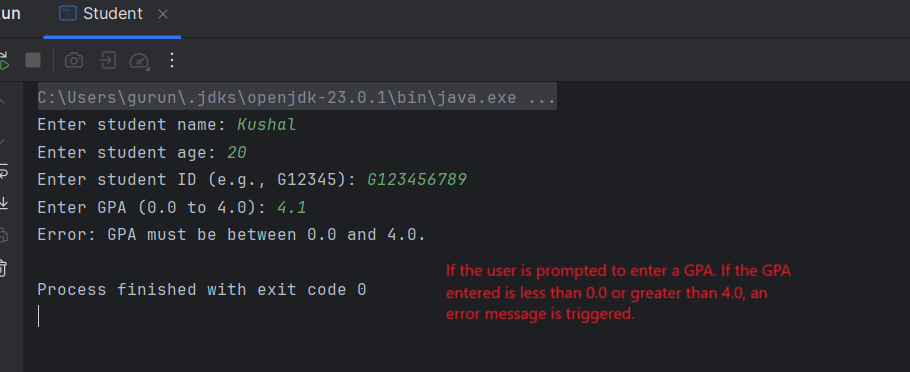 un
Student
C:\Users\gurun\.jdks\openjdk-23.0.1\bin\java.exe ...
Enter student name: Kushal
Enter student age: 20
Enter student ID (e.g., G12345): G123456789
Enter GPA (0.0 to 4.0): 4.1
Error: GPA must be between 0.0 and 4.0.
Process finished with exit code 0
If the user is prompted to enter a GPA. If the GPA
entered is less than 0.0 or greater than 4.0, an
error message is triggered.